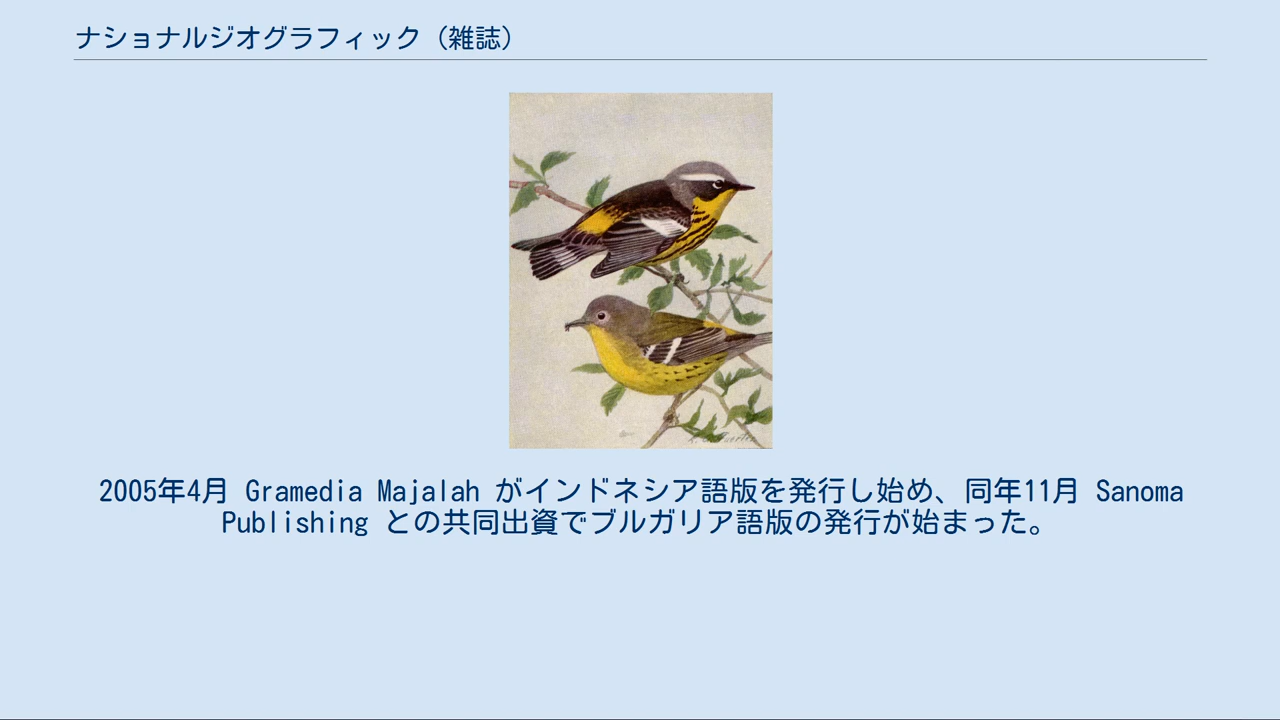 ナショナルジオグラフィック（雑誌）
2005年4月 Gramedia Majalah がインドネシア語版を発行し始め、同年11月 Sanoma
Publishing との共同出資でブルガリア語版の発行が始まった。